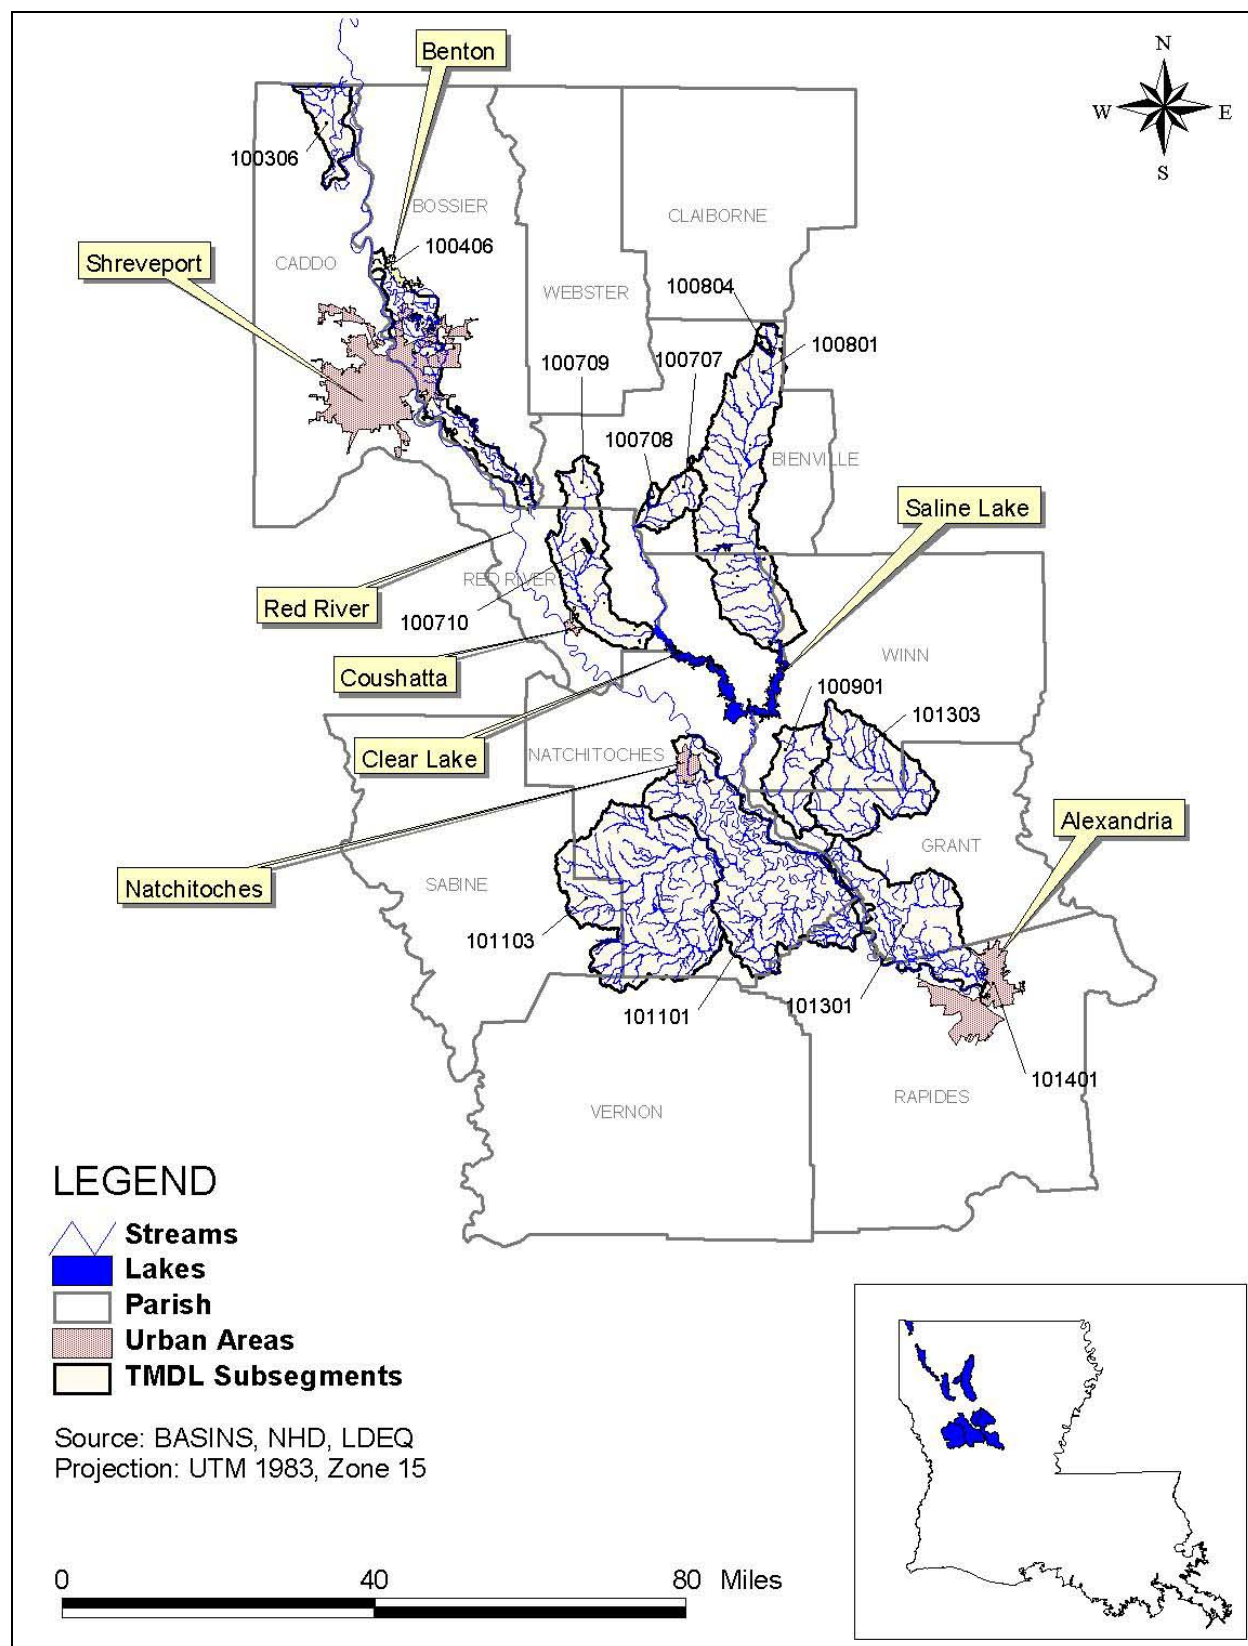 Benton
N
W
E
S
100306
BOSSIER
CLAIBORNE
100406
CADDO
Shreveport
WEBSTER
100804
100801
100709
100707
100708
BIENVILLE
Saline Lake
RED RIVER
Red River
100710
Coushatta
WINN
100901
101303
NATCHITOCHES
Clear Lake
Alexandria
GRANT
Natchitoches
SABINE
101103
101101
101301
101401
RAPIDES
VERNON
LEGEND
Streams
Lakes
Parish
Urban Areas
TMDL Subsegments
Source: BASINS, NHD, LDEQ
Projection: UTM 1983, Zone 15
0 40 80 Miles